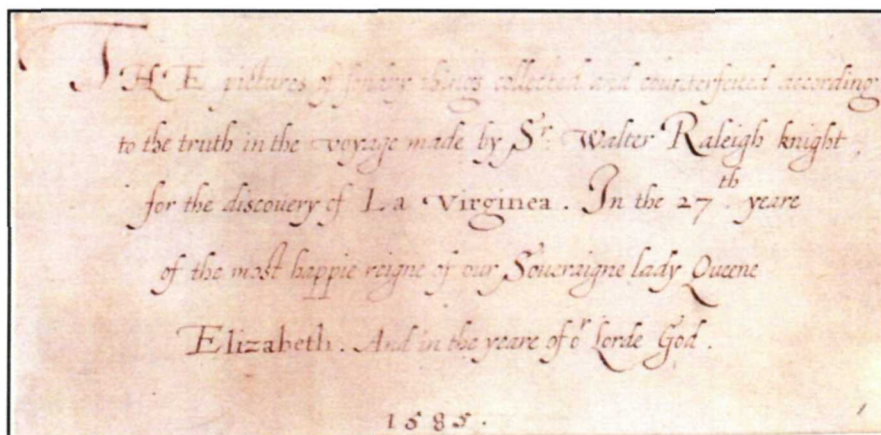 THE pictures of sondry things collected and counterfeited according
to the truth in the voyage made by Sr: Walter Raleigh knight,
for the discouery of La Virginea. In the 27th yeare
of the most happie reigne of our Soueraigne lady Queene
Elizabeth. And in the yeare of or Lorde God.
1585.